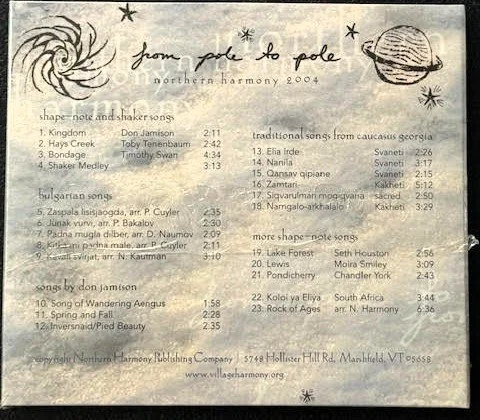 from pole to pole
northern harmony 2004
shape-note and shaker songs
1. Kingdom Don Jamison 2:11
2. Hays Creek Toby Tenenbaum 2:42
3. Bondage Timothy Swan 4:34
4. Shaker Medley 3:13
bulgarian songs
5. Zaspala lisisjaogda, arr. P. Cuyler 2:35
6. Junak vurvi, arr. P. Bakalov 2:30
7. Padna mugla dilber, arr. D. Naumov 2:09
8. padna male, arr. P. Cuyler 2:11
9. svirjat, arr. N. Kaufman 3:10
songs by don jamison
10. Song of Wandering Aengus 1:58
11. Spring and Fall 2:28
12. Inversnaid/Pied Beauty 2:35
traditional songs from caucasus georgia
13. Elia lrde Svaneti 2:26
14. Nanila Svaneti 3:17
15. Qansav qipiane Svaneti 2:15
16. Zamtari Kakheti 5:12
17. Siqvarulman mogiqvana sacred 2:50
18. Namgalo-arkhalalo Kakheti 3:29
more shape-note songs
19. Lake Forest Seth Houston 2:56
20. Lewis Moira Smiley 3:09
21. Pondicherry Chandler York 2:43
22. Koloi ya Eliya South Africa 3:44
23. Rock of Ages arr. N. Harmony 6:36
copyright Northern Harmony Publishing Company | 5748 Hollister Hill Rd, Marshfield, VT 05658
www.villageharmony.org